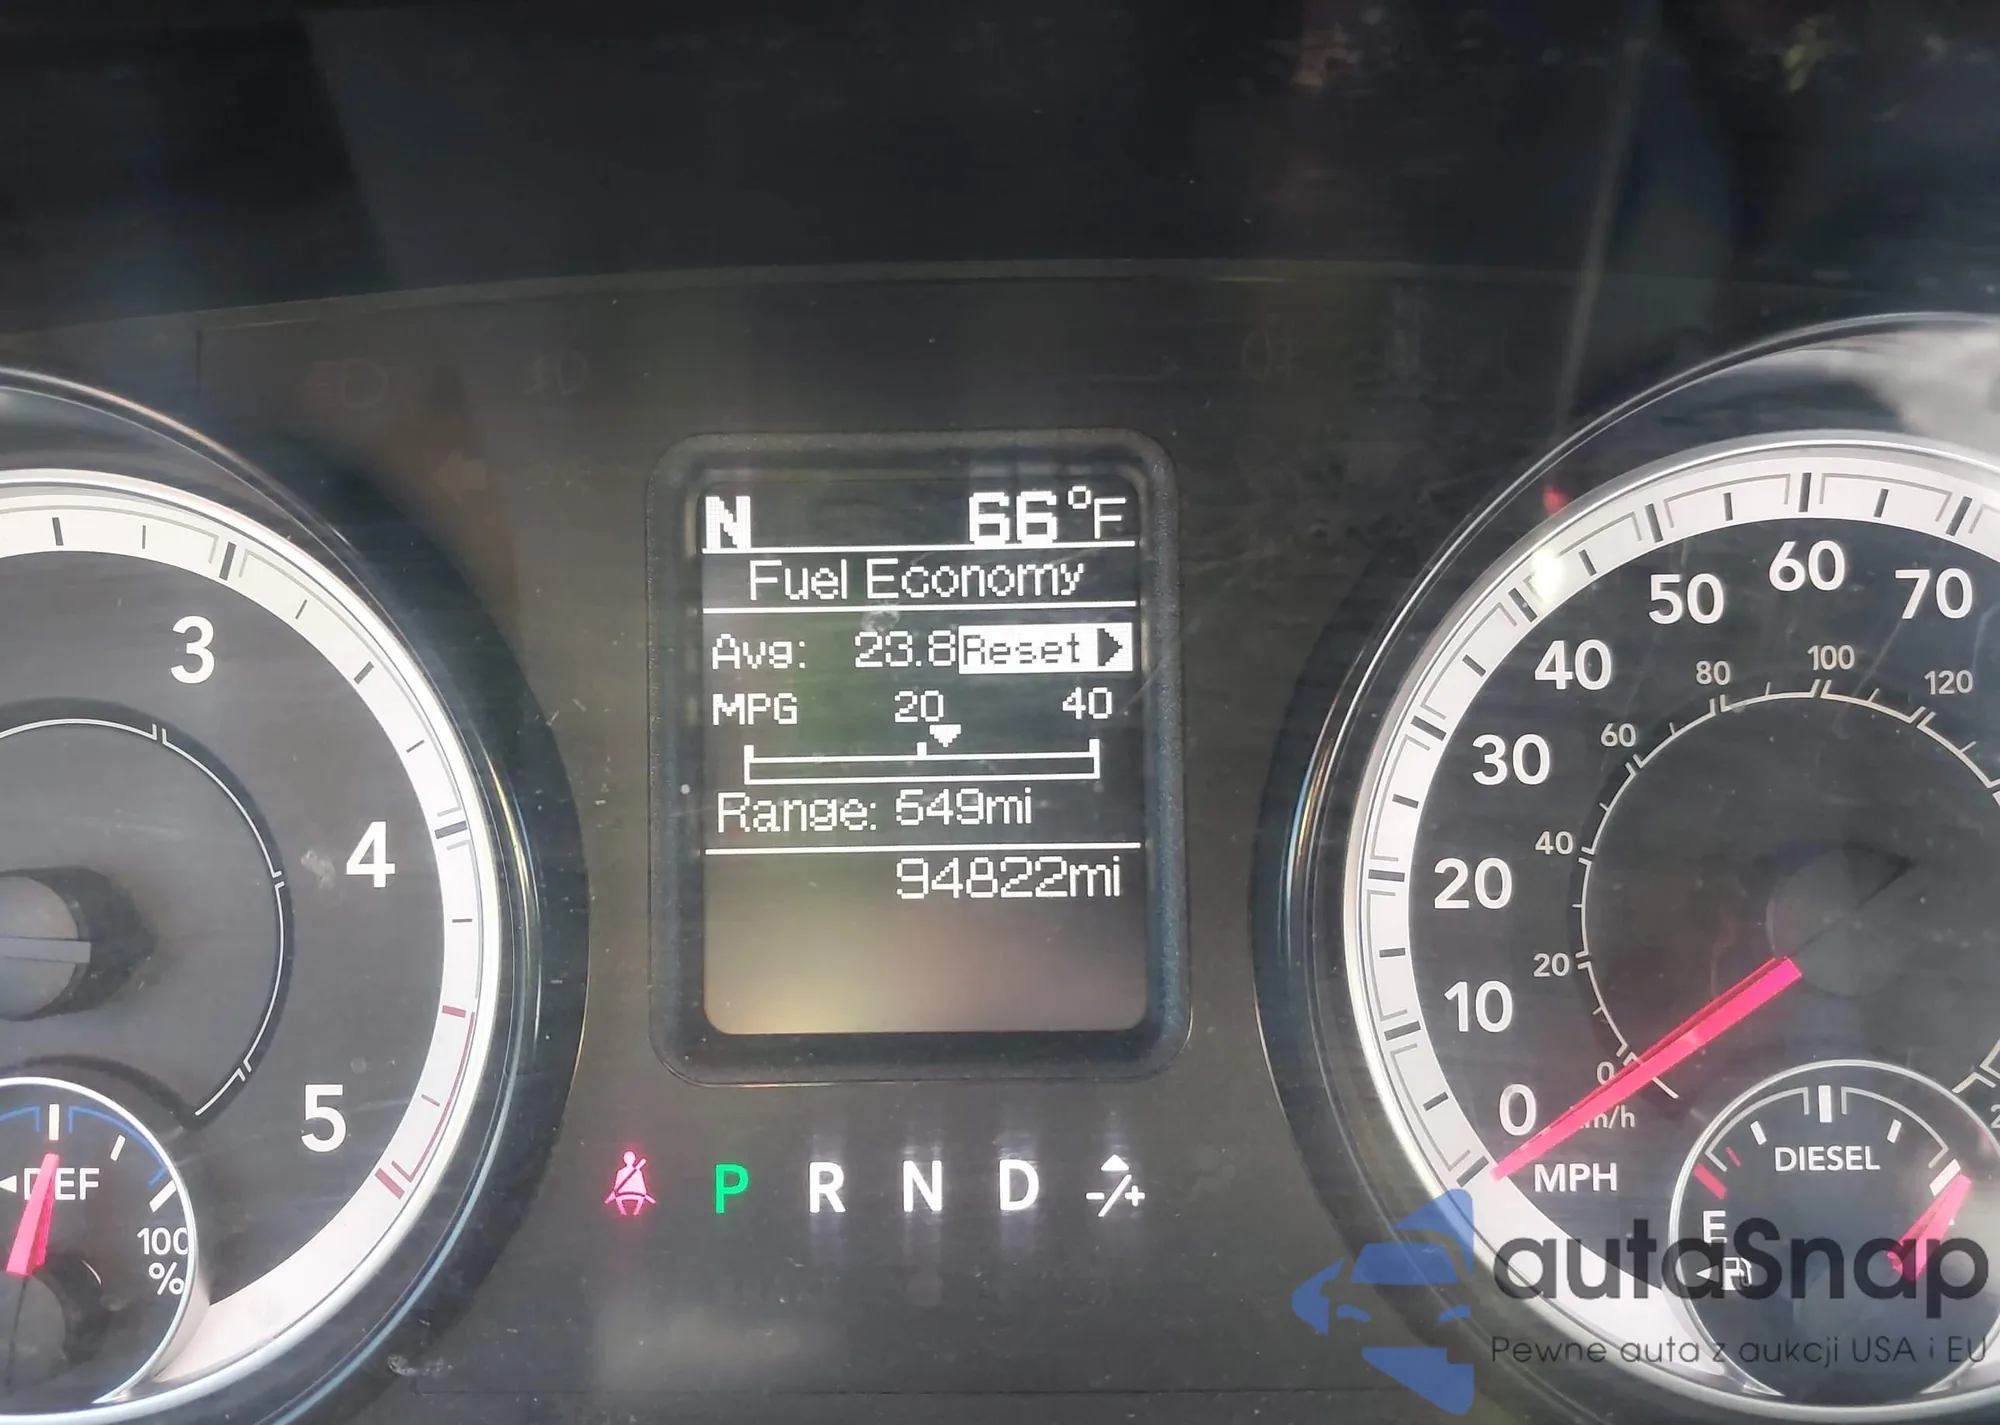 N 66°F
Fuel Economy
Avg: 23.8 Reset
MPG 20 40
Range: 549mi
94822mi
3
4
5
DEF
100
%
P R N D -/+
70
60
50
40
30
20
10
0
MPH
120
100
80
60
40
20
0
DIESEL
E
autaSnap
Pewne auta z aukcji USA i EU